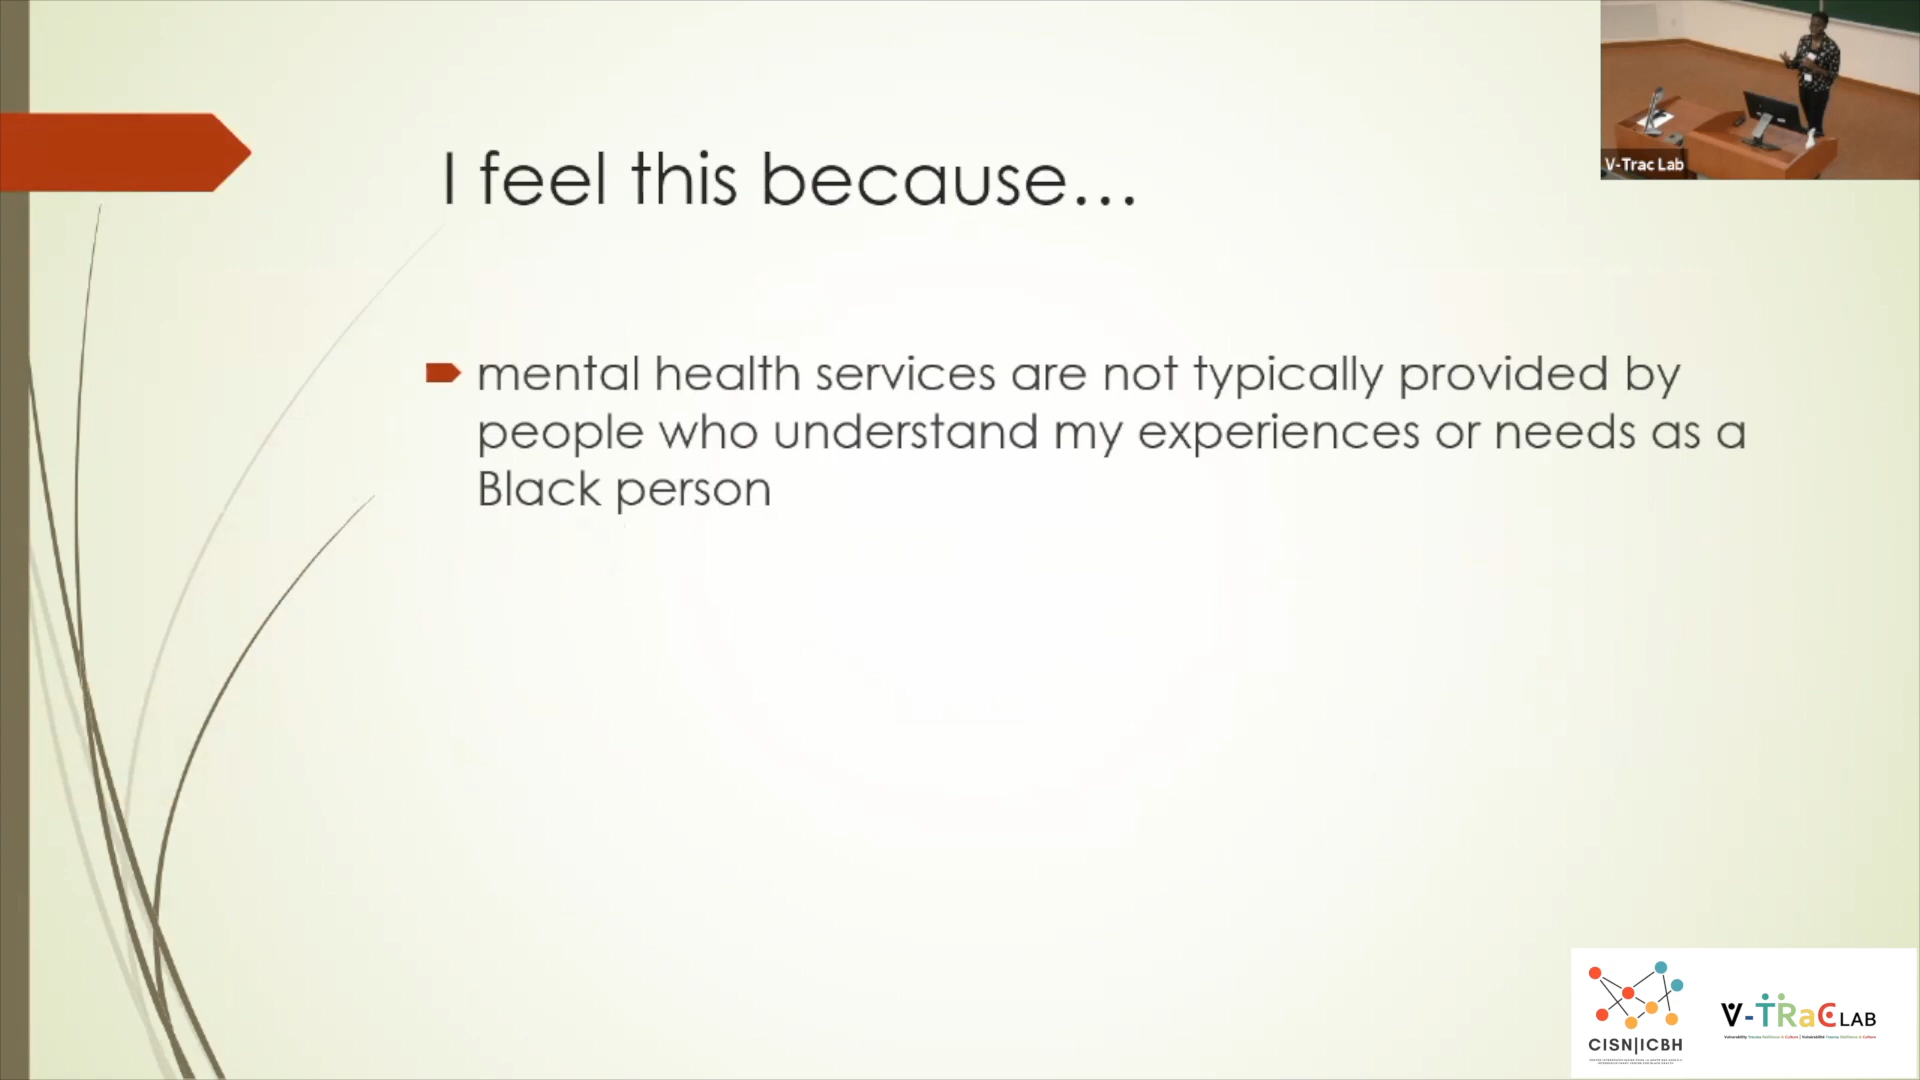 I feel this because...
mental health services are not typically provided by
people who understand my experiences or needs as a
Black person
V-Trac Lab
CISN|ICBH
V-TRaC LAB